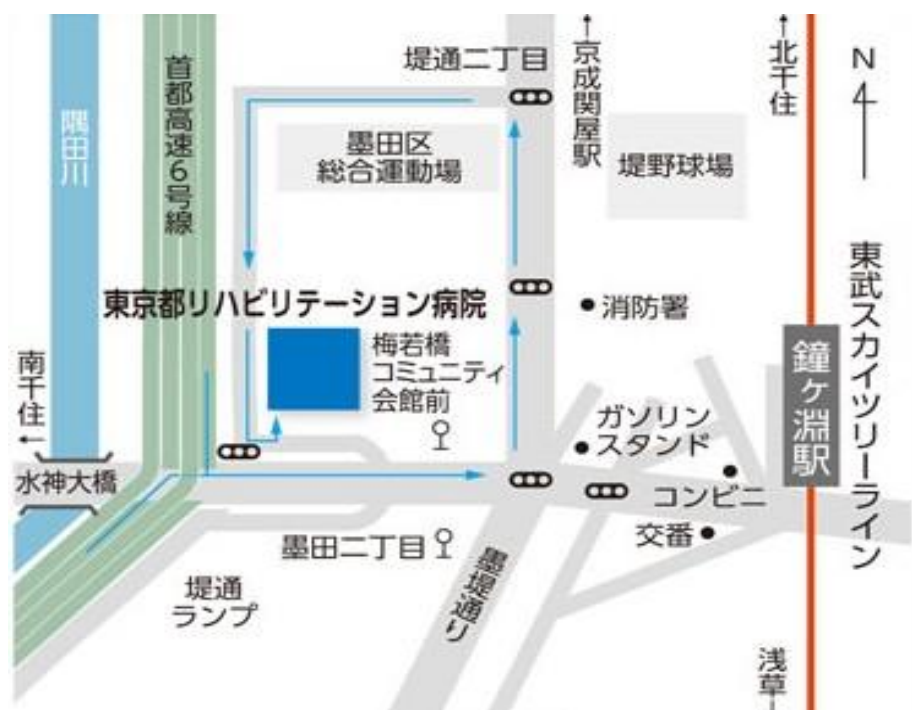 堤通二丁目
↑京成関屋駅
↑北千住
N
首都高速6号線
隅田川
墨田区
総合運動場
堤野球場
東武スカイツリーライン
東京都リハビリテーション病院
消防署
梅若橋
コミュニティ
会館前
鐘ヶ淵駅
南千住
←
ガソリン
スタンド
水神大橋
コンビニ
墨田二丁目
交番
墨堤通り
堤通
ランプ
浅草→